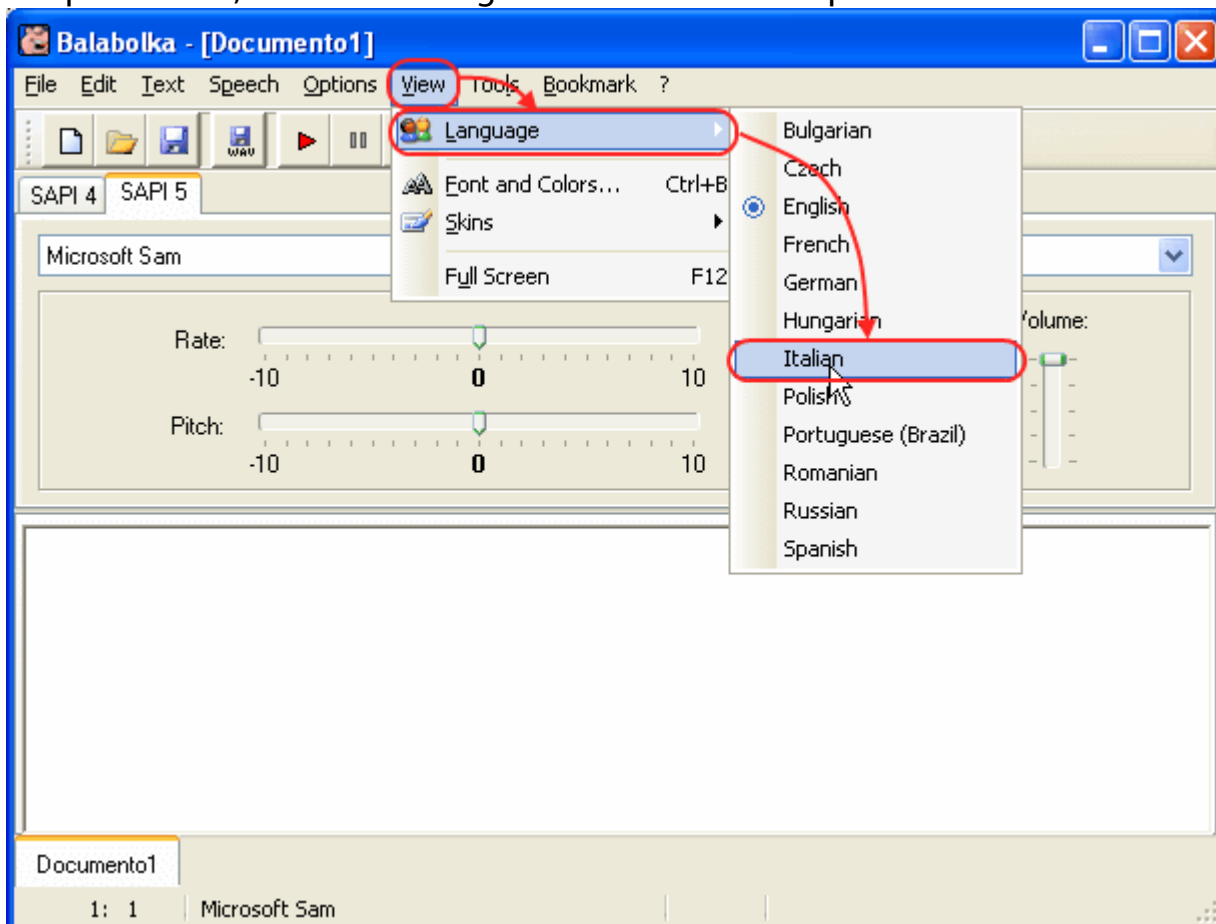 Balabolka - [Documento1]
File Edit Text Speech Options View Tools Bookmark ?
WAV
Language
Font and Colors... Ctrl+B
Skins
Full Screen F12
Bulgarian
Czech
English
French
German
Hungarian
Italian
Polish
Portuguese (Brazil)
Romanian
Russian
Spanish
SAPI 4 SAPI 5
Microsoft Sam
Rate:
-10 0 10
Pitch:
-10 0 10
Volume:
Documento1
1: 1 Microsoft Sam